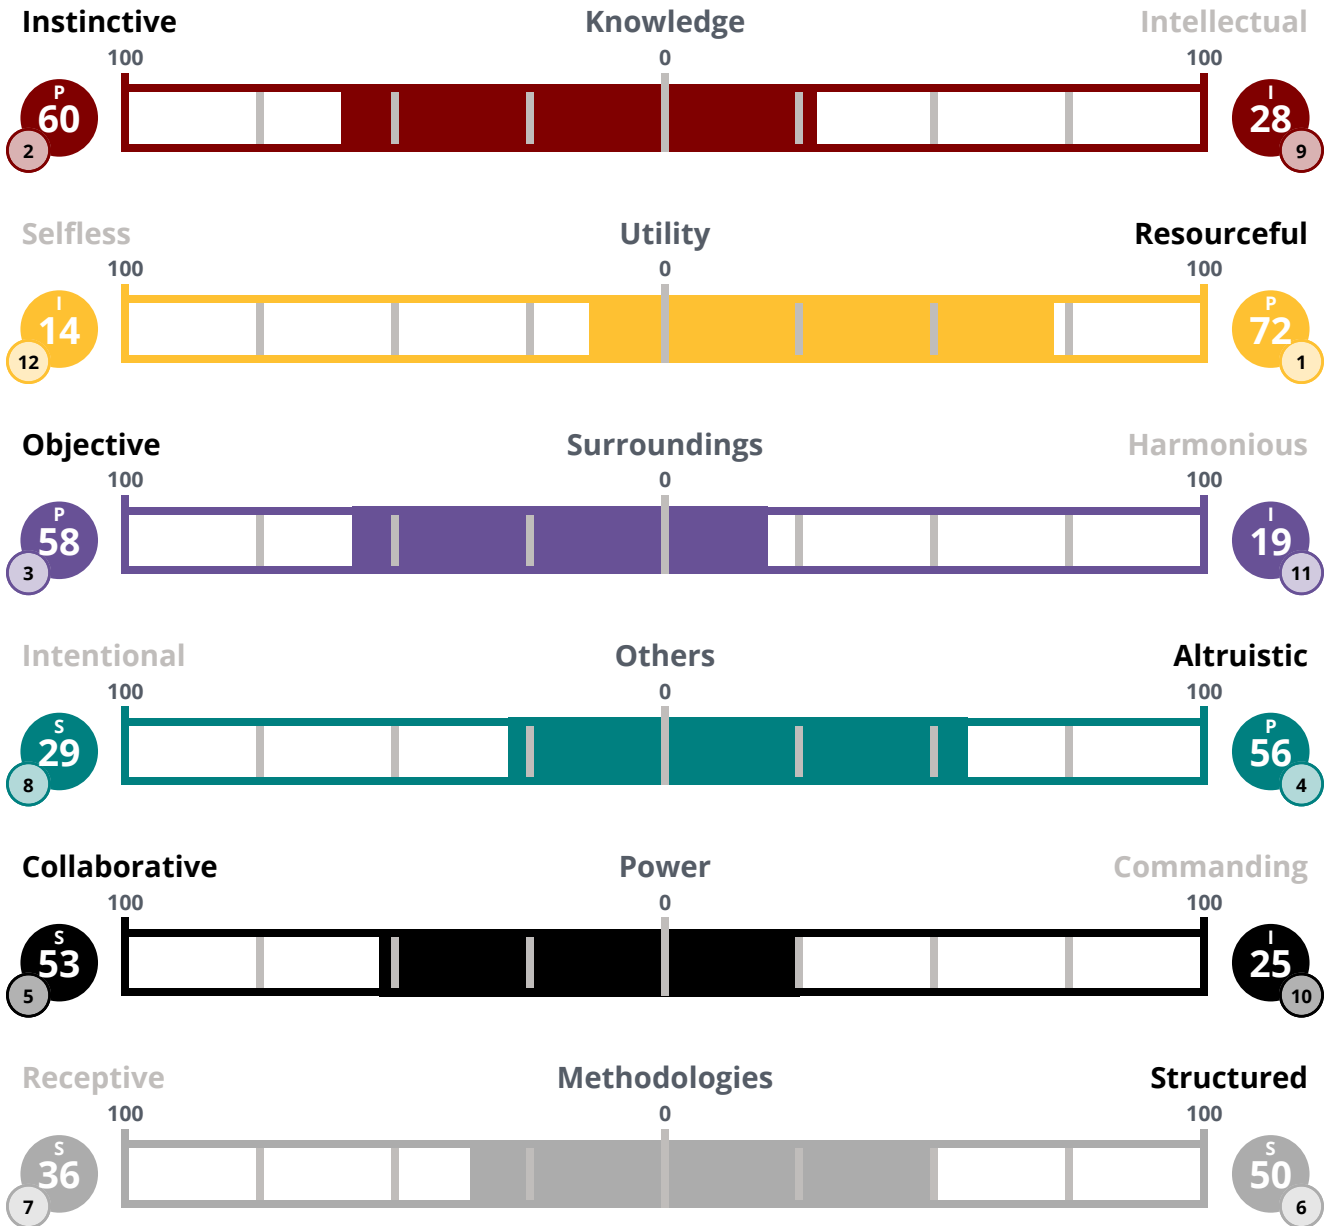 Instinctive Knowledge Intellectual
100 0 100
P 60 2 I 28 9
Selfless Utility Resourceful
100 0 100
I 14 12 P 72 1
Objective Surroundings Harmonious
100 0 100
P 58 3 I 19 11
Intentional Others Altruistic
100 0 100
S 29 8 P 56 4
Collaborative Power Commanding
100 0 100
S 53 5 I 25 10
Receptive Methodologies Structured
100 0 100
S 36 7 S 50 6